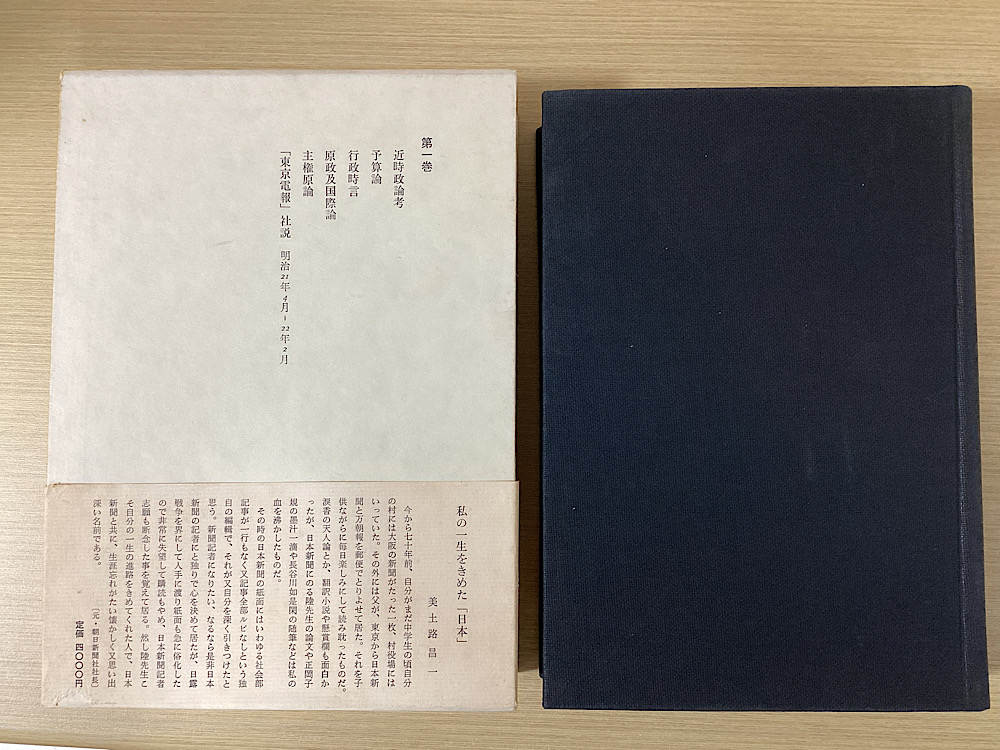 第一巻
近時政論考
予算論
行政時言
原政及国際論
主権原論
「東京電報」社説 明治21年4月-22年2月
私の一生をきめた「日本」
美土路昌一
今から七十年前、自分がまだ中学生の頃自分
の村には大阪の新聞がたった一枚、村役場には
いっていた。その外には父が、東京から日本新
聞と万朝報を郵便でとりよせて居た。それを子
供ながらに毎日楽しみにして読み耽ったものだ。
涙香の天人論とか、翻訳小説や懸賞欄も面白か
ったが、日本新聞にのる陸先生の論文や正岡子
規の墨汁一滴や長谷川如是閑の随筆などは私の
血を沸かしたものだ。
その時の日本新聞の紙面にはいわゆる社会部
記事が一行もなく又記事全部ルビなしという独
自の編輯で、それが又自分を深く引きつけたと
思う。新聞記者になりたい、なるなら是非日本
新聞の記者にと独りで心を決めて居たが、日露
戦争を界にして人手に渡り紙面も急に俗化した
ので非常に失望して購読もやめ、日本新聞記者
志願も断念した事を覚えて居る。然し陸先生こ
そ自分の一生の進路をきめてくれた人で、日本
新聞と共に、生涯忘れがたい懐かしく又思い出
深い名前である。
〔元・朝日新聞社社長〕
定価 四〇〇〇円